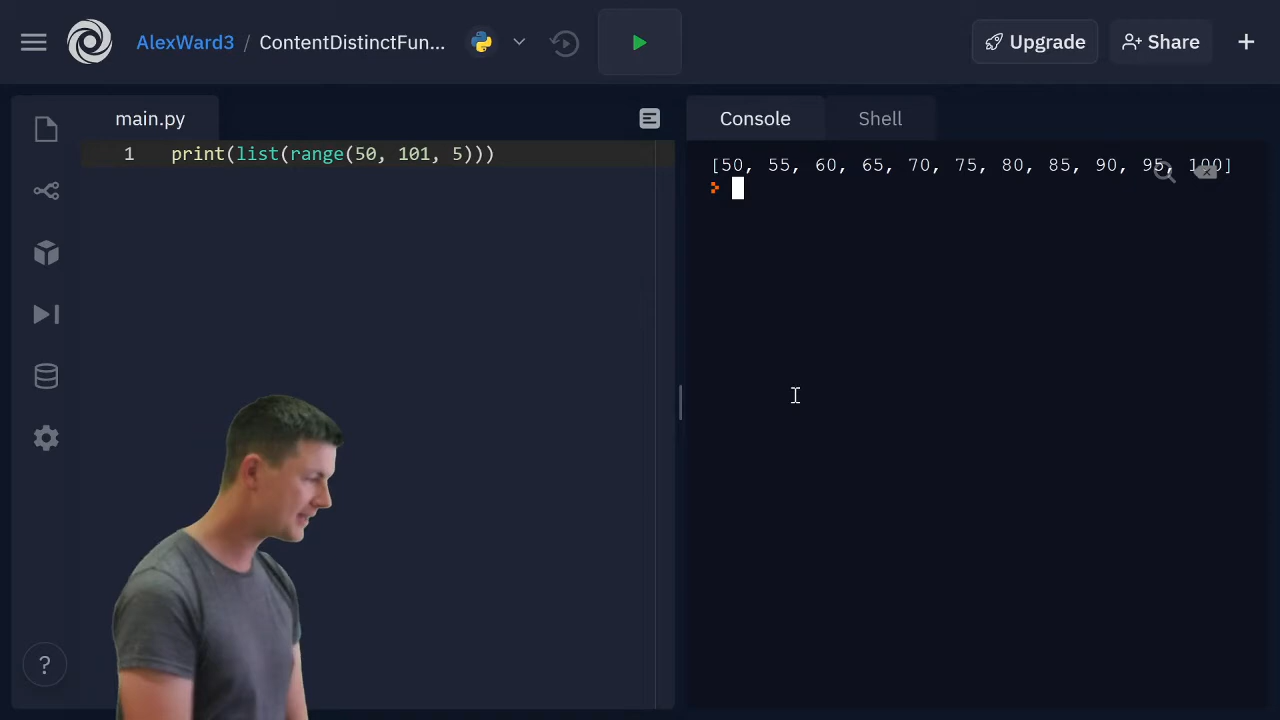 AlexWard3 / ContentDistinctFun...
Upgrade
Share
main.py
1 print(list(range(50, 101, 5)))
Console
Shell
[50, 55, 60, 65, 70, 75, 80, 85, 90, 95, 100]
?